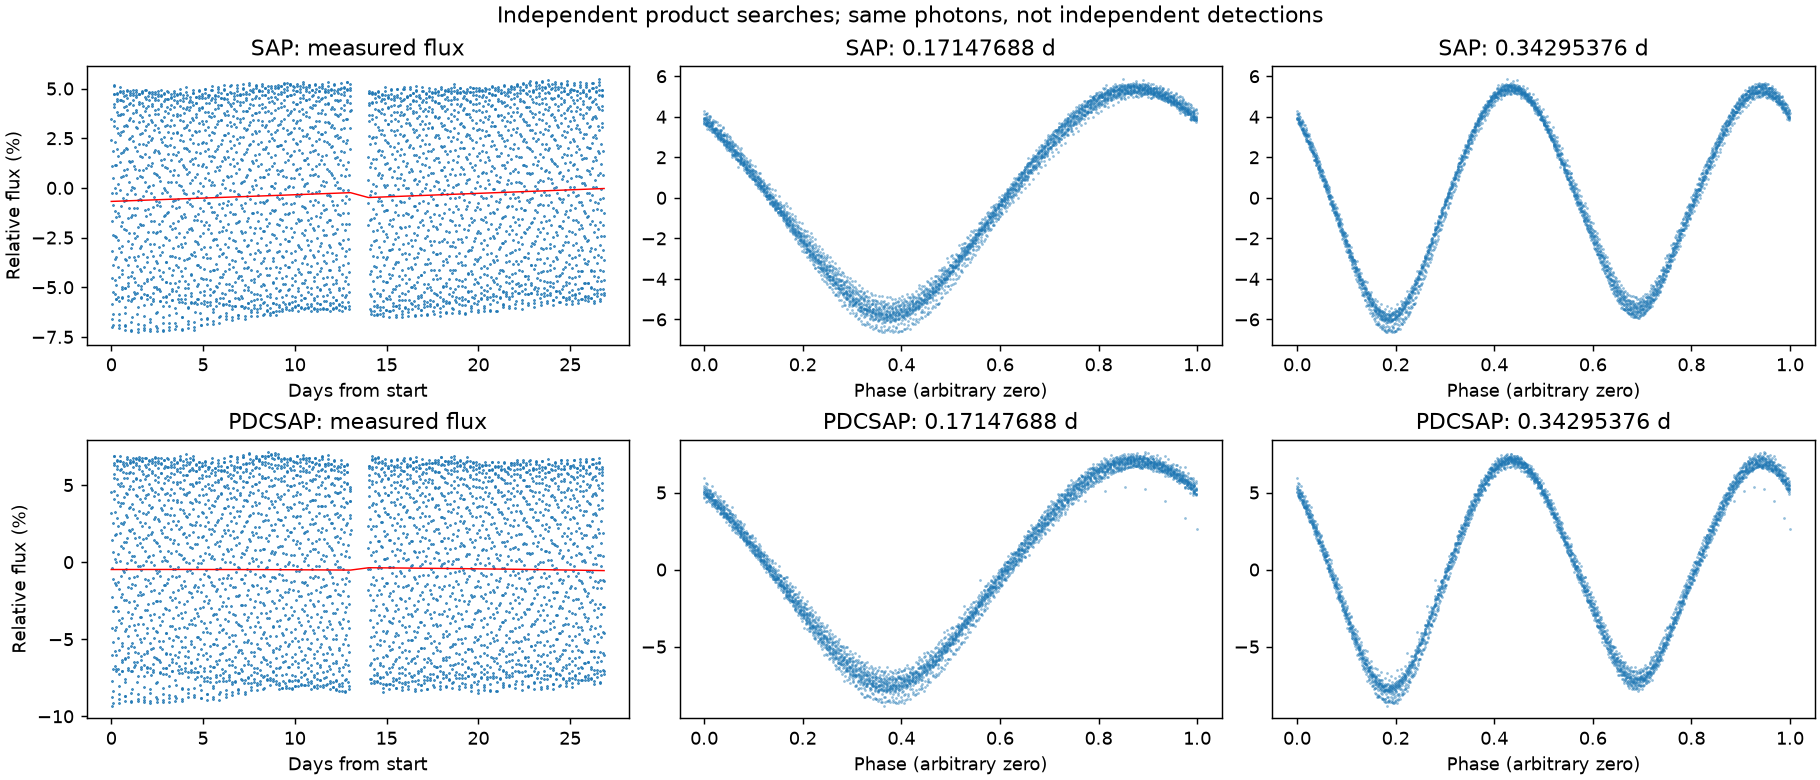 Independent product searches; same photons, not independent detections
SAP: measured flux
SAP: 0.17147688 d
SAP: 0.34295376 d
Relative flux (%)
5.0
2.5
0.0
−2.5
−5.0
−7.5
0 5 10 15 20 25
Days from start
6
4
2
0
−2
−4
−6
0.0 0.2 0.4 0.6 0.8 1.0
Phase (arbitrary zero)
6
4
2
0
−2
−4
−6
0.0 0.2 0.4 0.6 0.8 1.0
Phase (arbitrary zero)
PDCSAP: measured flux
PDCSAP: 0.17147688 d
PDCSAP: 0.34295376 d
Relative flux (%)
5
0
−5
−10
0 5 10 15 20 25
Days from start
5
0
−5
0.0 0.2 0.4 0.6 0.8 1.0
Phase (arbitrary zero)
5
0
−5
0.0 0.2 0.4 0.6 0.8 1.0
Phase (arbitrary zero)